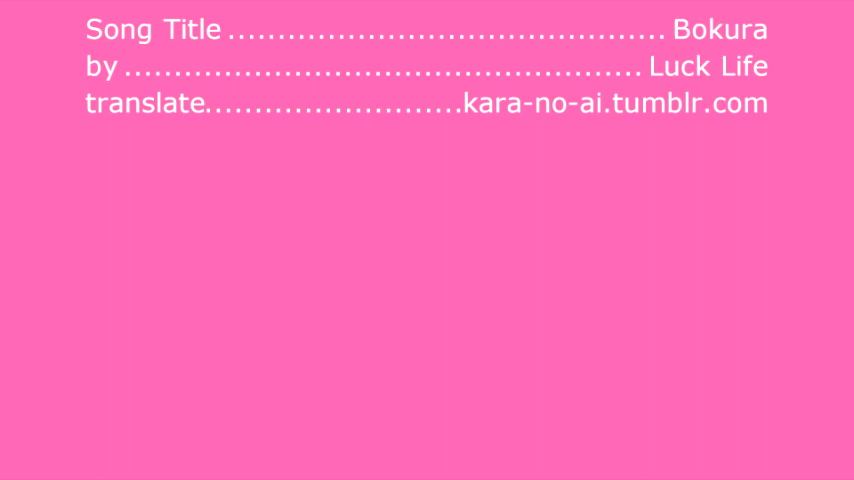 Song Title ............................................ Bokura
by .................................................... Luck Life
translate..........................kara-no-ai.tumblr.com